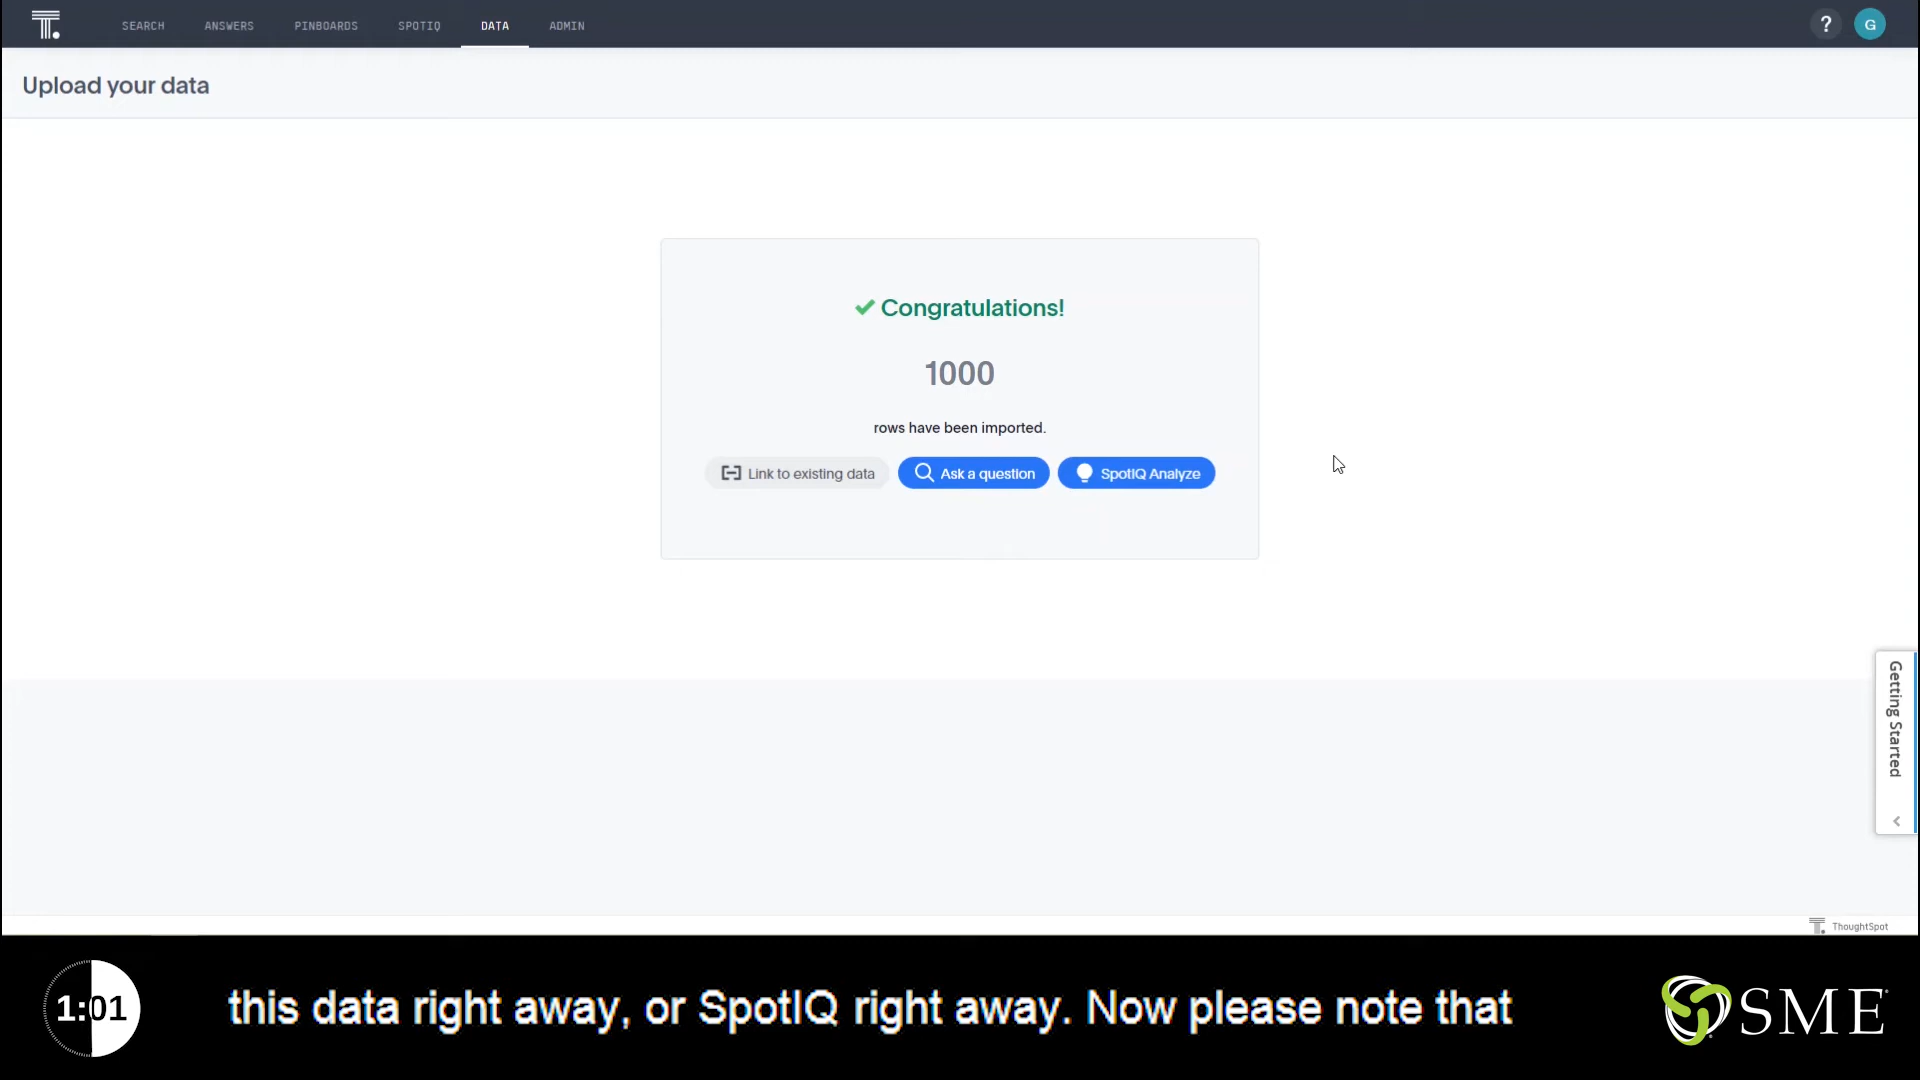 SEARCH ANSWERS PINBOARDS SPOTIQ DATA ADMIN ? G
Upload your data
Congratulations!
1000
rows have been imported.
Link to existing data Ask a question SpotIQ Analyze
Getting Started
ThoughtSpot
1:01 this data right away, or SpotIQ right away. Now please note that SME